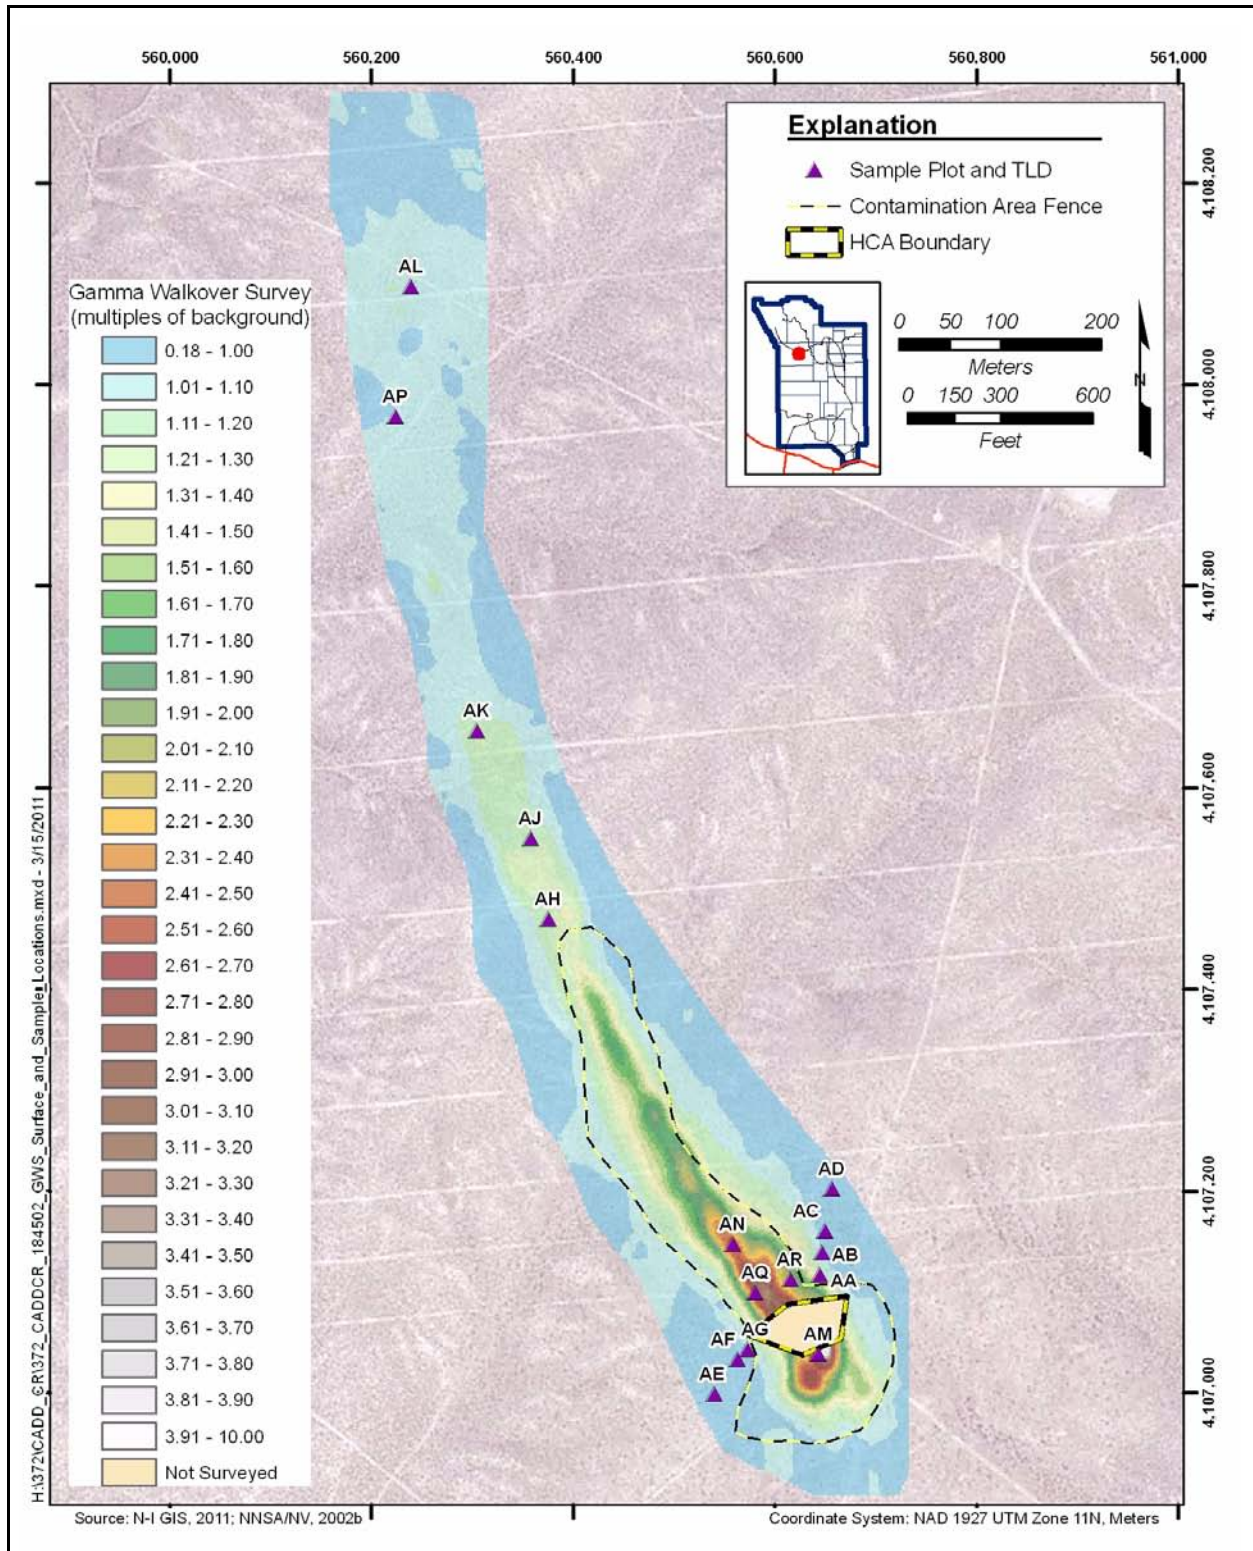 560.000 560.200 560.400 560.600 560.800 561.000
Explanation
Sample Plot and TLD
Contamination Area Fence
HCA Boundary
0 50 100 200
Meters
0 150 300 600
Feet
N
4,108,200
4,108,000
4,107,800
4,107,600
4,107,400
4,107,200
4,107,000
Gamma Walkover Survey
(multiples of background)
0.18 - 1.00
1.01 - 1.10
1.11 - 1.20
1.21 - 1.30
1.31 - 1.40
1.41 - 1.50
1.51 - 1.60
1.61 - 1.70
1.71 - 1.80
1.81 - 1.90
1.91 - 2.00
2.01 - 2.10
2.11 - 2.20
2.21 - 2.30
2.31 - 2.40
2.41 - 2.50
2.51 - 2.60
2.61 - 2.70
2.71 - 2.80
2.81 - 2.90
2.91 - 3.00
3.01 - 3.10
3.11 - 3.20
3.21 - 3.30
3.31 - 3.40
3.41 - 3.50
3.51 - 3.60
3.61 - 3.70
3.71 - 3.80
3.81 - 3.90
3.91 - 10.00
Not Surveyed
AL
AP
AK
AJ
AH
AD
AC
AN
AB
AR
AQ
AA
AG
AM
AF
AE
H:\372\CADD_CR\372_CADDCR_184502_GWS_Surface_and_Sample_Locations.mxd - 3/15/2011
Source: N-I GIS, 2011; NNSA/NV, 2002b
Coordinate System: NAD 1927 UTM Zone 11N, Meters